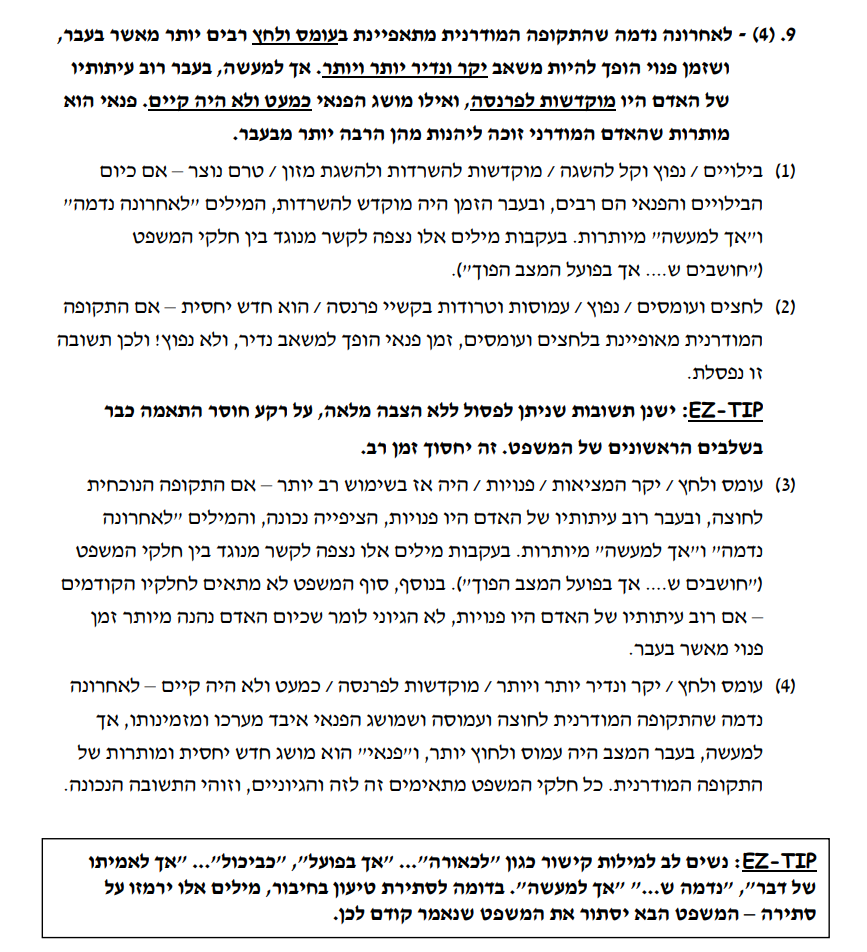 9. (4) - לאחרונה נדמה שהתקופה המודרנית מתאפיינת בעומס ולחץ רבים יותר מאשר בעבר,
ושזמן פנוי הופך להיות משאב יקר ונדיר יותר ויותר. אך למעשה, בעבר רוב עיתותיו
של האדם היו מוקדשות לפרנסה, ואילו מושג הפנאי כמעט ולא היה קיים. פנאי הוא
מותרות שהאדם המודרני זוכה ליהנות מהן הרבה יותר מבעבר.
(1) בילויים / נפוץ וקל להשגה / מוקדשות להשרדות ולהשגת מזון / טרם נוצר – אם כיום
הבילויים והפנאי הם רבים, ובעבר הזמן היה מוקדש להשרדות, המילים "לאחרונה נדמה"
ו"אך למעשה" מיותרות. בעקבות מילים אלו נצפה לקשר מנוגד בין חלקי המשפט
("חושבים ש.... אך בפועל המצב הפוך").
(2) לחצים ועומסים / נפוץ / עמוסות וטרודות בקשיי פרנסה / הוא חדש יחסית – אם התקופה
המודרנית מאופיינת בלחצים ועומסים, זמן פנאי הופך למשאב נדיר, ולא נפוץ! ולכן תשובה
זו נפסלת.
EZ-TIP: ישנן תשובות שניתן לפסול ללא הצבה מלאה, על רקע חוסר התאמה כבר
בשלבים הראשונים של המשפט. זה יחסוך זמן רב.
(3) עומס ולחץ / יקר המציאות / פנויות / היה אז בשימוש רב יותר – אם התקופה הנוכחית
לחוצה, ובעבר רוב עיתותיו של האדם היו פנויות, הציפייה נכונה, והמילים "לאחרונה
נדמה" ו"אך למעשה" מיותרות. בעקבות מילים אלו נצפה לקשר מנוגד בין חלקי המשפט
("חושבים ש.... אך בפועל המצב הפוך"). בנוסף, סוף המשפט לא מתאים לחלקיו הקודמים
– אם רוב עיתותיו של האדם היו פנויות, לא הגיוני לומר שכיום האדם נהנה מיותר זמן
פנוי מאשר בעבר.
(4) עומס ולחץ / יקר ונדיר יותר ויותר / מוקדשות לפרנסה / כמעט ולא היה קיים – לאחרונה
נדמה שהתקופה המודרנית לחוצה ועמוסה ושמושג הפנאי איבד מערכו ומזמינותו, אך
למעשה, בעבר המצב היה עמוס ולחוץ יותר, ו"פנאי" הוא מושג חדש יחסית ומותרות של
התקופה המודרנית. כל חלקי המשפט מתאימים זה לזה והגיוניים, וזוהי התשובה הנכונה.
EZ-TIP: נשים לב למילות קישור כגון "לכאורה"... "אך בפועל", "כביכול"... "אך לאמיתו
של דבר", "נדמה ש..." "אך למעשה". בדומה לסתירת טיעון בחיבור, מילים אלו ירמזו על
סתירה – המשפט הבא יסתור את המשפט שנאמר קודם לכן.